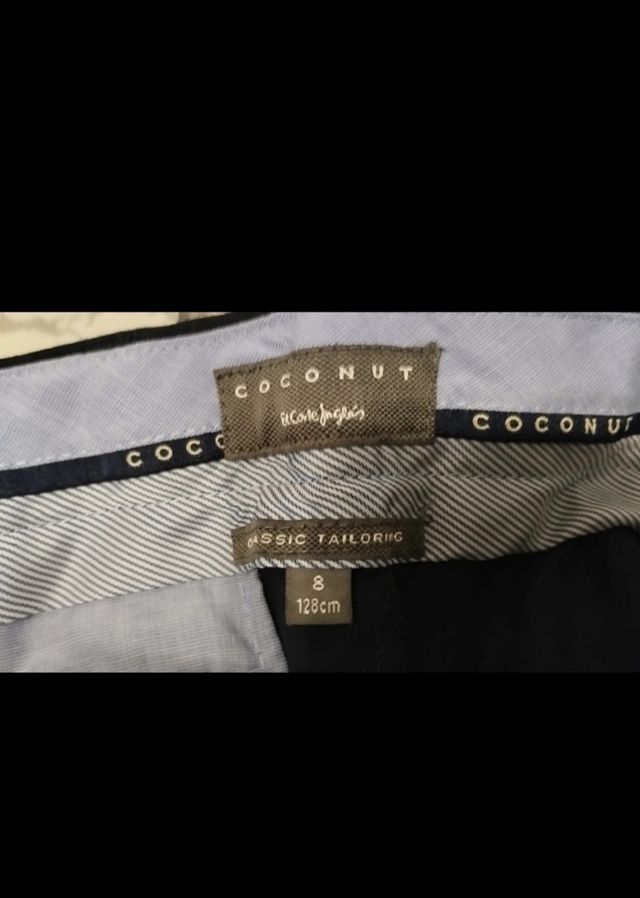 COCONUT
El Corte Inglés
COCO
COCONUT
CLASSIC TAILORING
8
128cm